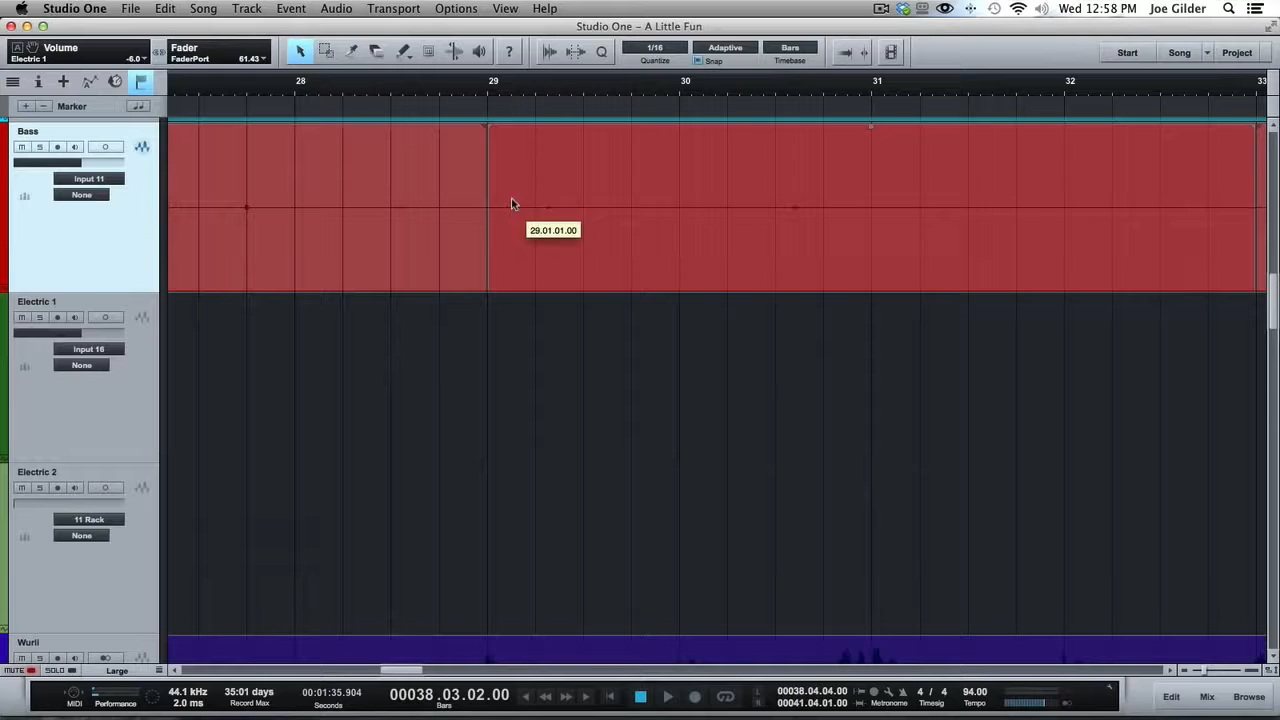 Studio One File Edit Song Track Event Audio Transport Options View Help Wed 12:58 PM Joe Gilder
Studio One – A Little Fun
Volume Fader 1/16 Adaptive Bars Start Song Project
Electric 1 -6.0 FaderPort 61.43 Quantize Snap Timebase
28 29 30 31 32 33
Marker
Bass
M S
Input 11
None
29.01.01.00
Electric 1
M S
Input 16
None
Electric 2
M S
11 Rack
None
Wurli
MUTE SOLO Large
MIDI Performance 44.1 kHz 2.0 ms 35:01 days Record Max 00:01:35.904 Seconds 00038.03.02.00 Bars L R 00038.04.04.00 00041.04.01.00 Metronome 4 / 4 Timesig 94.00 Tempo Edit Mix Browse